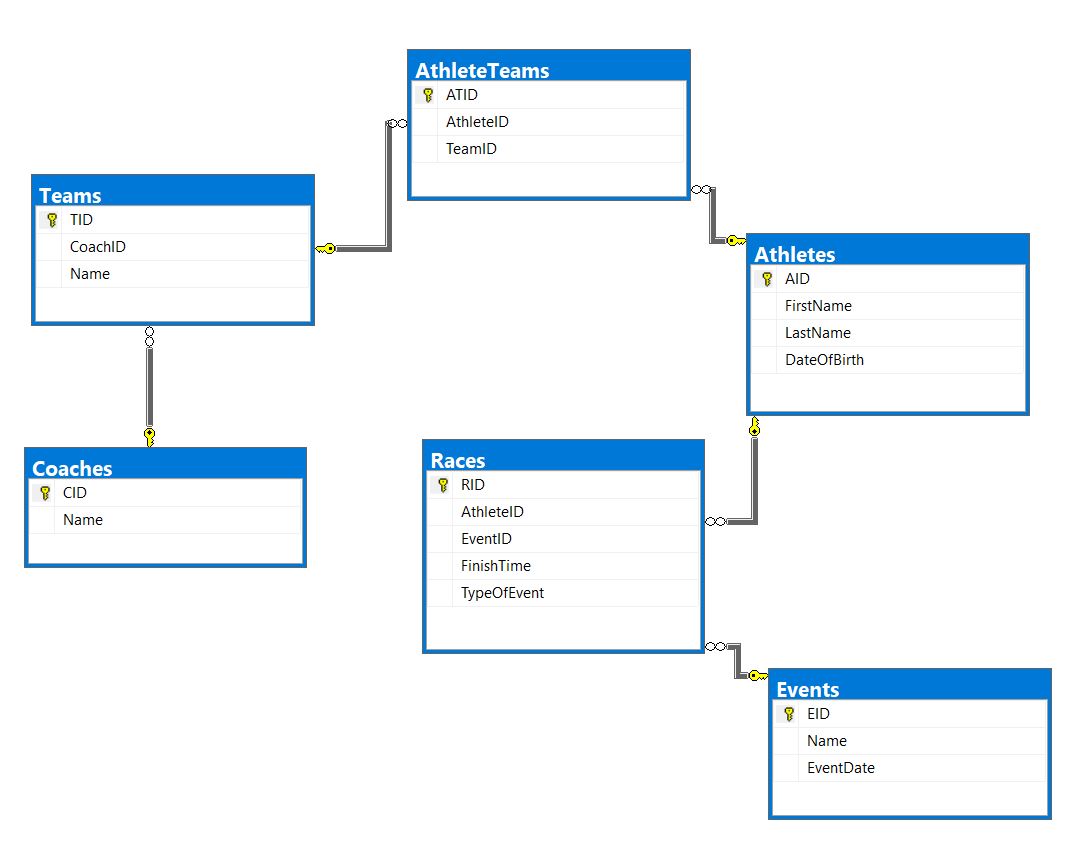 AthleteTeams
ATID
AthleteID
TeamID
Teams
TID
CoachID
Name
Athletes
AID
FirstName
LastName
DateOfBirth
Coaches
CID
Name
Races
RID
AthleteID
EventID
FinishTime
TypeOfEvent
Events
EID
Name
EventDate